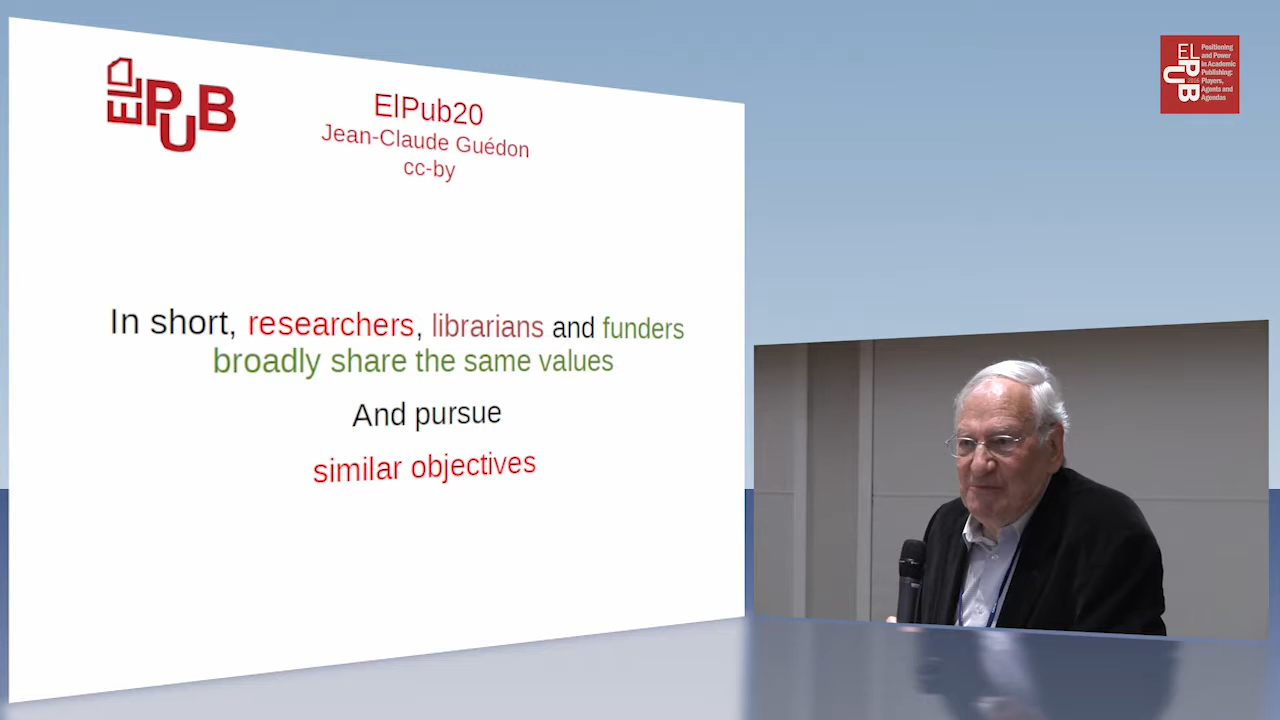 ELPUB
ElPub20
Jean-Claude Guédon
cc-by
In short, researchers, librarians and funders
broadly share the same values
And pursue
similar objectives
ELPUB
2016
Positioning
and Power
in Academic
Publishing:
Players,
Agents and
Agendas